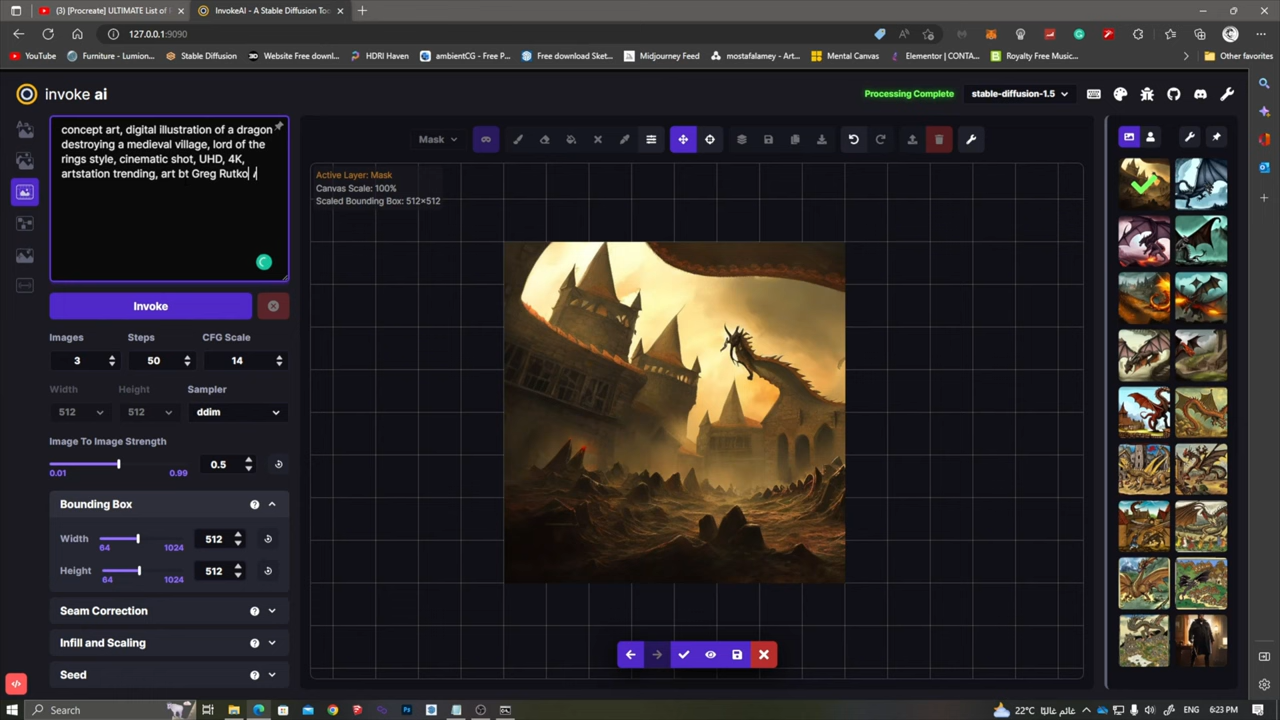 (3) [Procreate] ULTIMATE List of
InvokeAI - A Stable Diffusion Too
127.0.0.1:9090
YouTube
Furniture - Lumion...
Stable Diffusion
Website Free downl...
HDRI Haven
ambientCG - Free P...
Free download Sket...
Midjourney Feed
mostafalamey - Art...
Mental Canvas
Elementor | CONTA...
Royalty Free Music...
Other favorites
invoke ai
Processing Complete
stable-diffusion-1.5
concept art, digital illustration of a dragon
destroying a medieval village, lord of the
rings style, cinematic shot, UHD, 4K,
artstation trending, art bt Greg Rutko
Mask
Active Layer: Mask
Canvas Scale: 100%
Scaled Bounding Box: 512×512
Invoke
Images
Steps
CFG Scale
3
50
14
Width
Height
Sampler
512
512
ddim
Image To Image Strength
0.5
0.01
0.99
Bounding Box
Width
512
64
1024
Height
512
64
1024
Seam Correction
Infill and Scaling
Seed
Search
22°C
غائم غالبًا
ENG
6:23 PM